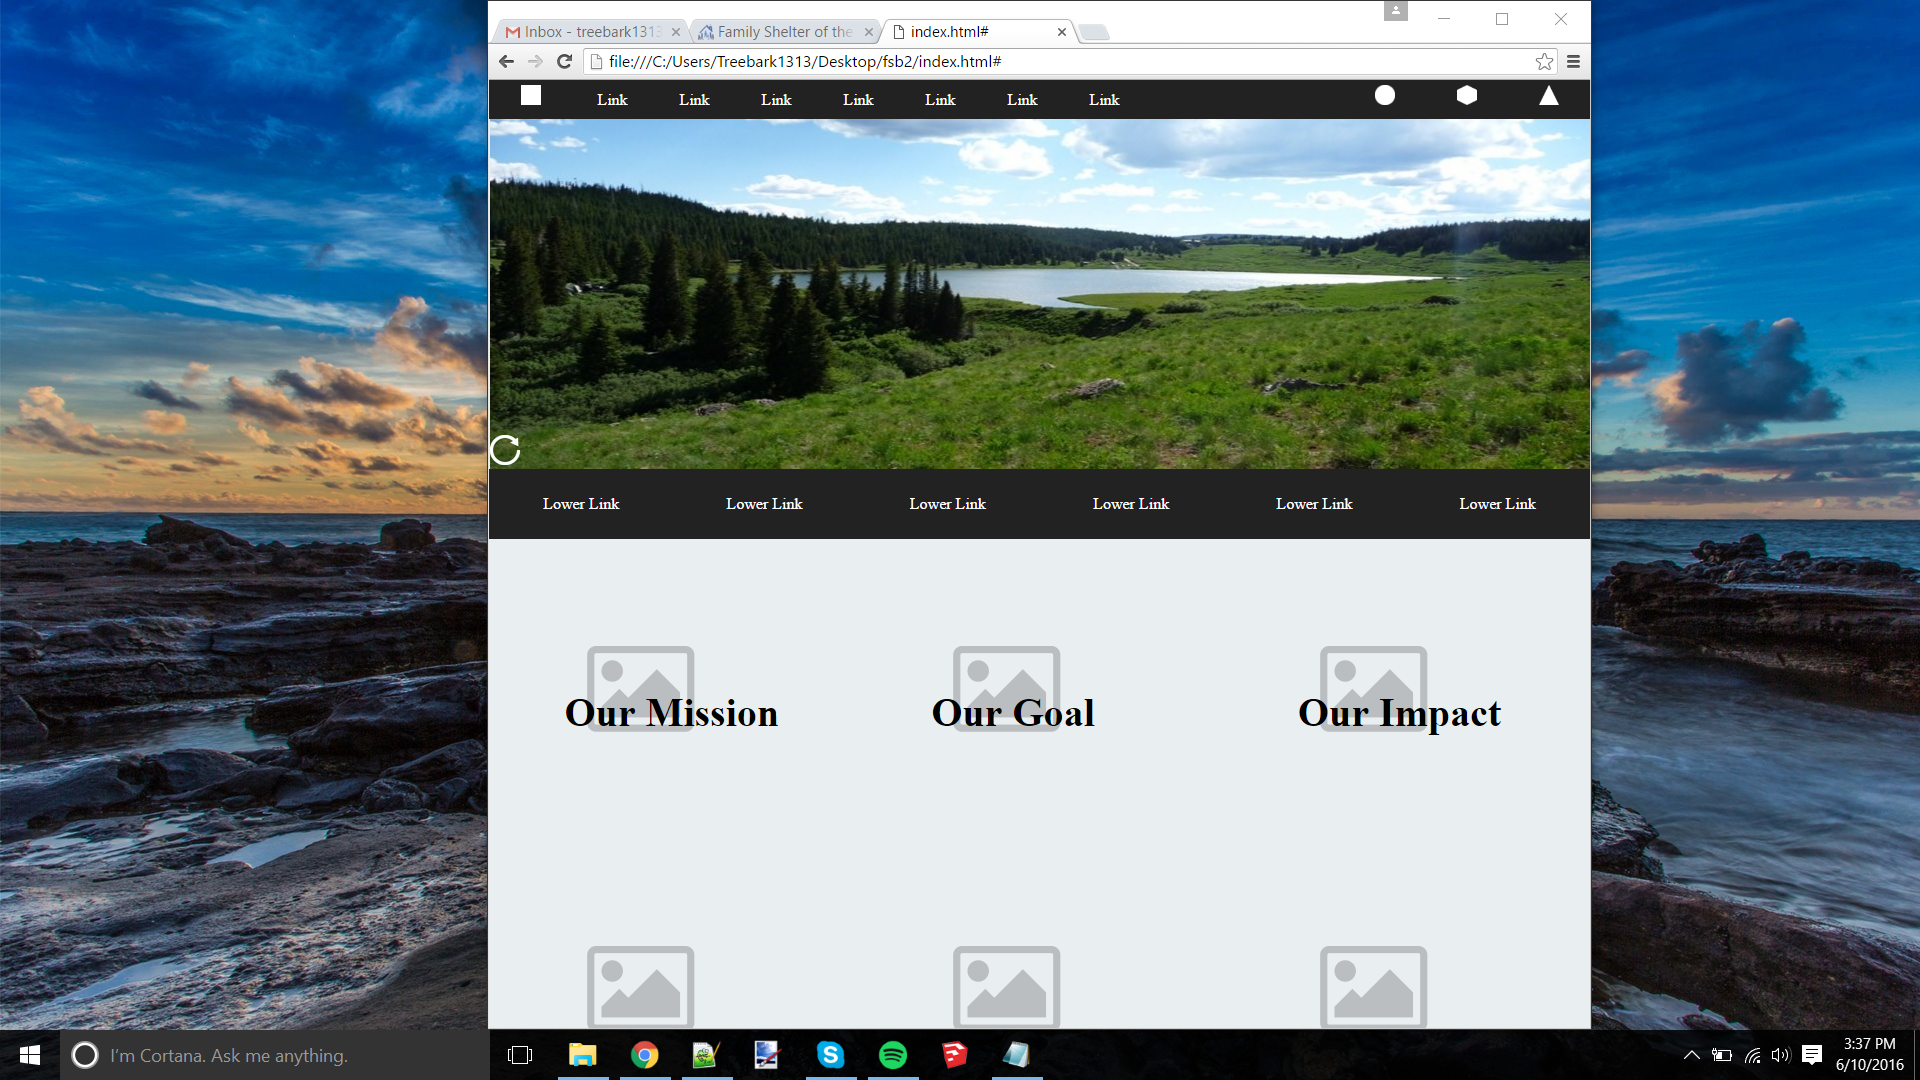 Inbox - treebark1313
Family Shelter of the
index.html#
file:///C:/Users/Treebark1313/Desktop/fsb2/index.html#
Link Link Link Link Link Link Link
Lower Link Lower Link Lower Link Lower Link Lower Link Lower Link
Our Mission Our Goal Our Impact
I'm Cortana. Ask me anything.
3:37 PM
6/10/2016